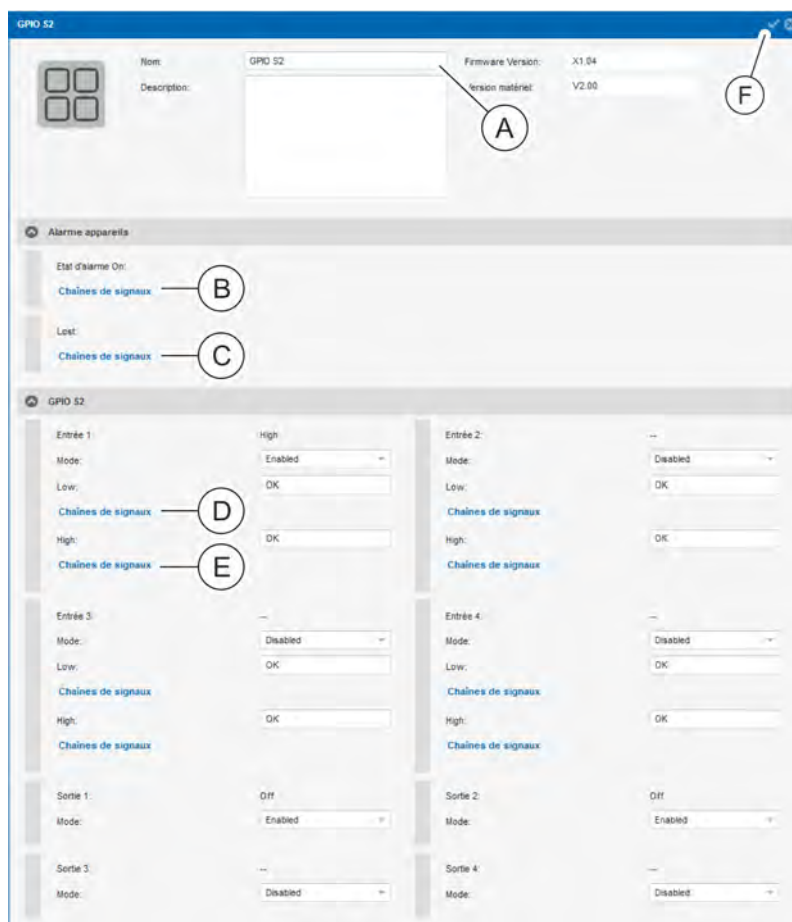 GPIO S2
Nom: GPIO S2 Firmware Version: X1.04
Description: Version matériel: V2.00
F
A
Alarme appareils
Etat d'alarme On:
Chaînes de signaux B
Lost:
Chaînes de signaux C
GPIO S2
Entrée 1: High Entrée 2: --
Mode: Enabled Mode: Disabled
Low: OK Low: OK
Chaînes de signaux D Chaînes de signaux
High: OK High: OK
Chaînes de signaux E Chaînes de signaux
Entrée 3: -- Entrée 4: --
Mode: Disabled Mode: Disabled
Low: OK Low: OK
Chaînes de signaux Chaînes de signaux
High: OK High: OK
Chaînes de signaux Chaînes de signaux
Sortie 1: Off Sortie 2: Off
Mode: Enabled Mode: Enabled
Sortie 3: -- Sortie 4: --
Mode: Disabled Mode: Disabled